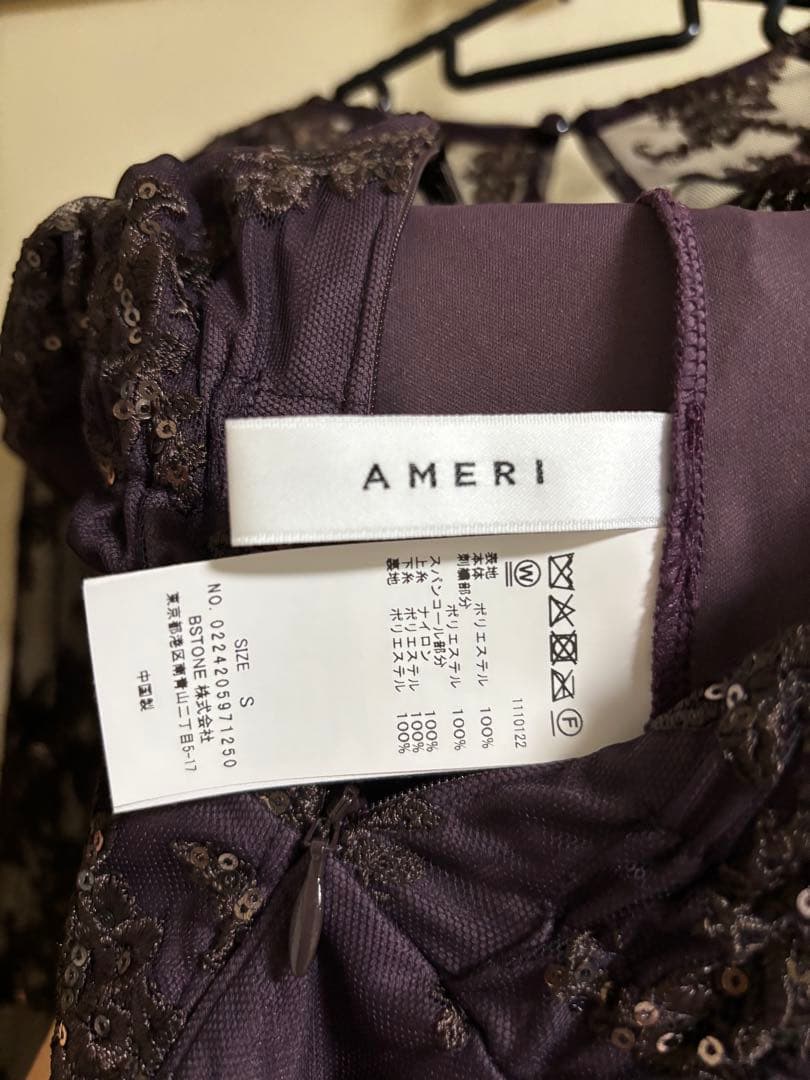 AMERI
1110122
Ⓦ Ⓕ
表地
本体 ポリエステル 100%
刺繍部分 ポリエステル 100%
スパンコール部分
上糸 ナイロン 100%
下糸 ポリエステル 100%
裏地 ポリエステル 100%
SIZE S
NO. 0224205971250
BSTONE 株式会社
東京都港区南青山二丁目5-17
中国製